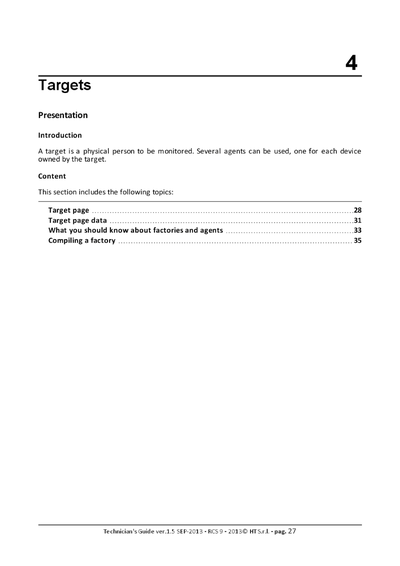 4
Targets
Presentation
Introduction
A target is a physical person to be monitored. Several agents can be used, one for each device
owned by the target.
Content
This section includes the following topics:
Target page 28
Target page data 31
What you should know about factories and agents 33
Compiling a factory 35
Technician's Guide ver.1.5 SEP-2013 - RCS 9 - 2013© HT S.r.l. - pag. 27